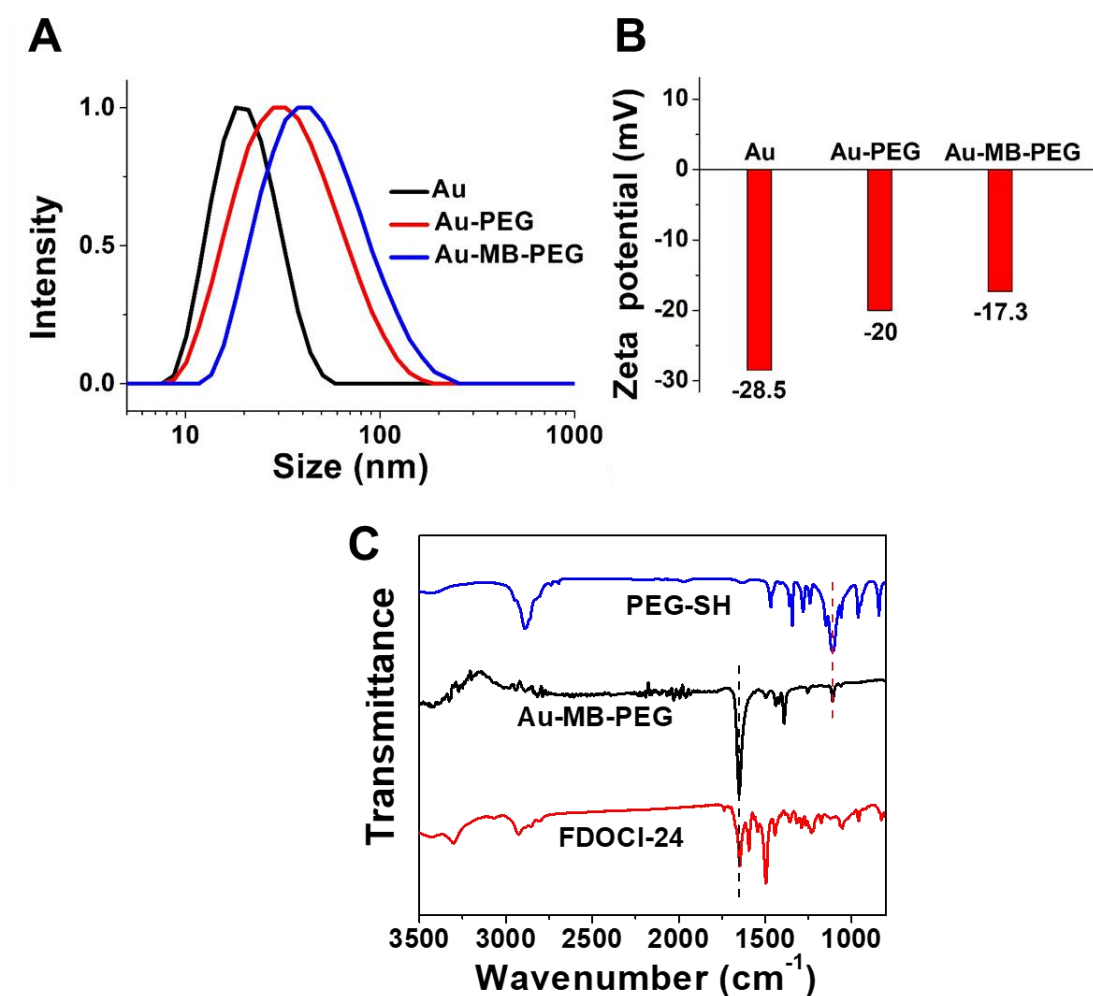 A
Intensity
1.0
0.5
0.0
Au
Au-PEG
Au-MB-PEG
10
100
1000
Size (nm)
B
Zeta potential (mV)
10
0
-10
-20
-30
Au
Au-PEG
Au-MB-PEG
-28.5
-20
-17.3
C
Transmittance
PEG-SH
Au-MB-PEG
FDOCl-24
3500
3000
2500
2000
1500
1000
Wavenumber (cm⁻¹)